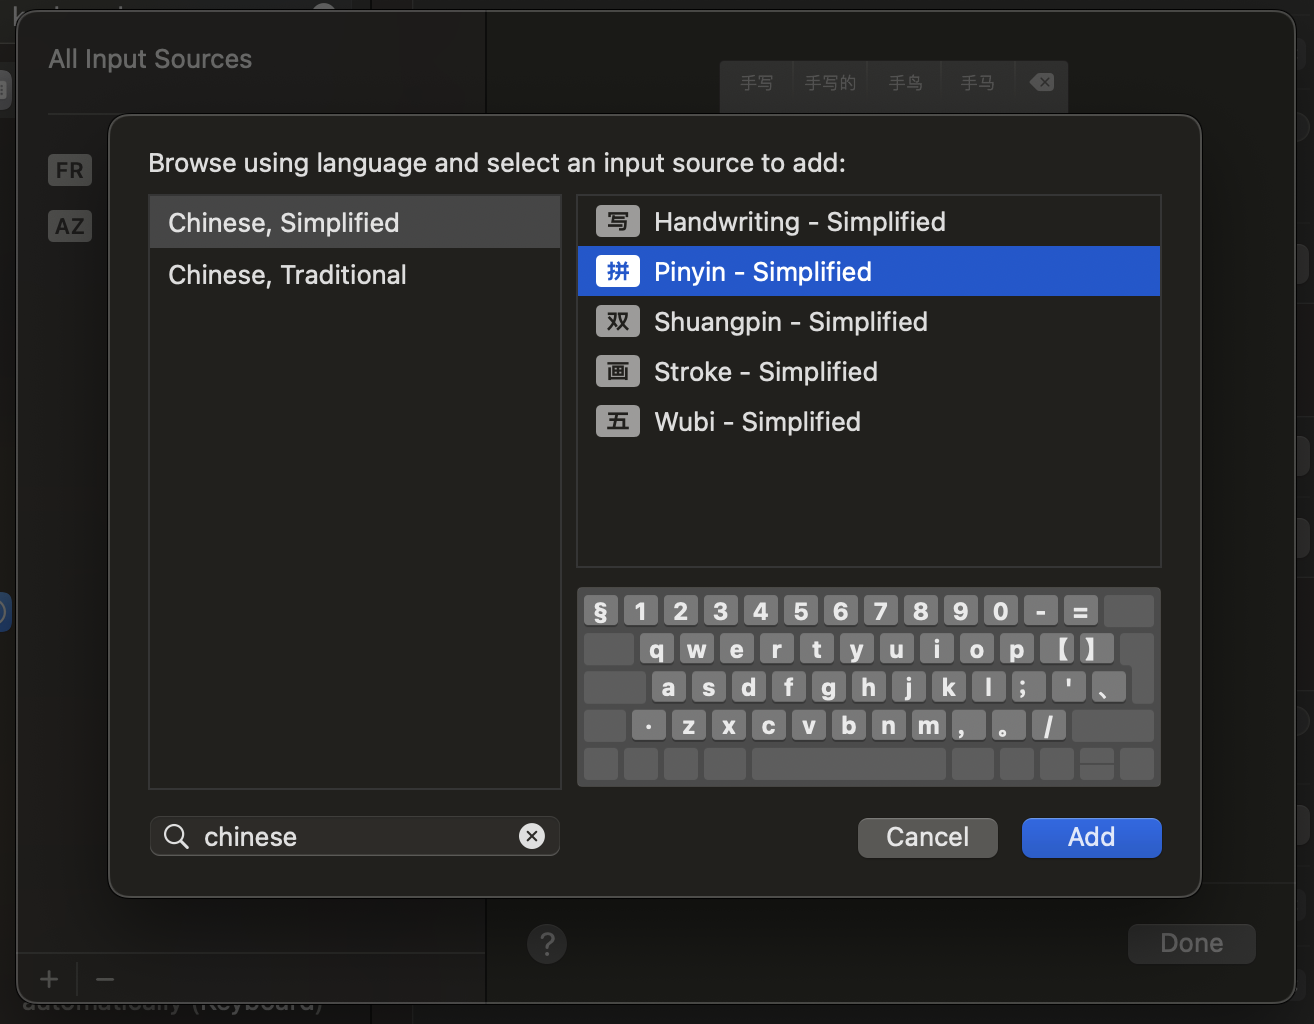 All Input Sources
手写 手写的 手鸟 手马
FR
AZ
Browse using language and select an input source to add:
Chinese, Simplified
Chinese, Traditional
写 Handwriting - Simplified
拼 Pinyin - Simplified
双 Shuangpin - Simplified
画 Stroke - Simplified
五 Wubi - Simplified
§ 1 2 3 4 5 6 7 8 9 0 - =
q w e r t y u i o p 【 】
a s d f g h j k l ; ' 、
· z x c v b n m , 。 /
chinese
Cancel
Add
?
Done
+ −
automatically (Keyboard)